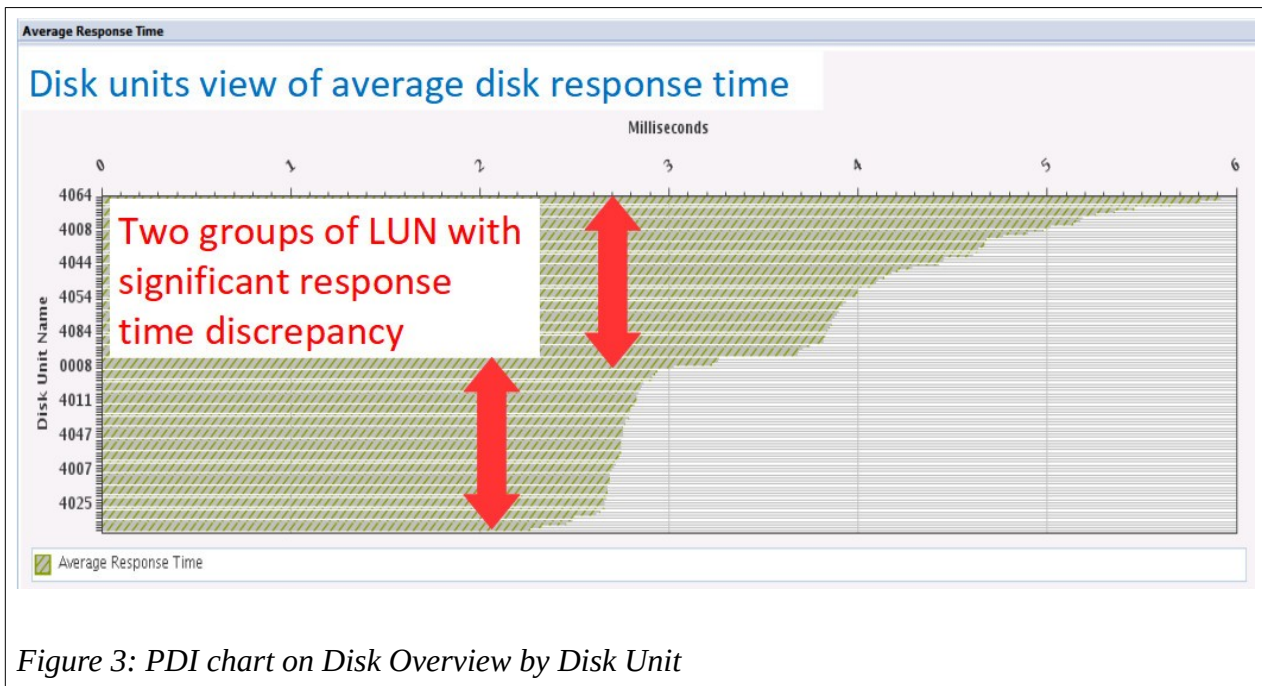 Average Response Time
Disk units view of average disk response time
Milliseconds
0 1 2 3 4 5 6
4064
4008
4044
4054
4084
0008
4011
4047
4007
4025
Disk Unit Name
Two groups of LUN with
significant response
time discrepancy
Average Response Time
Figure 3: PDI chart on Disk Overview by Disk Unit